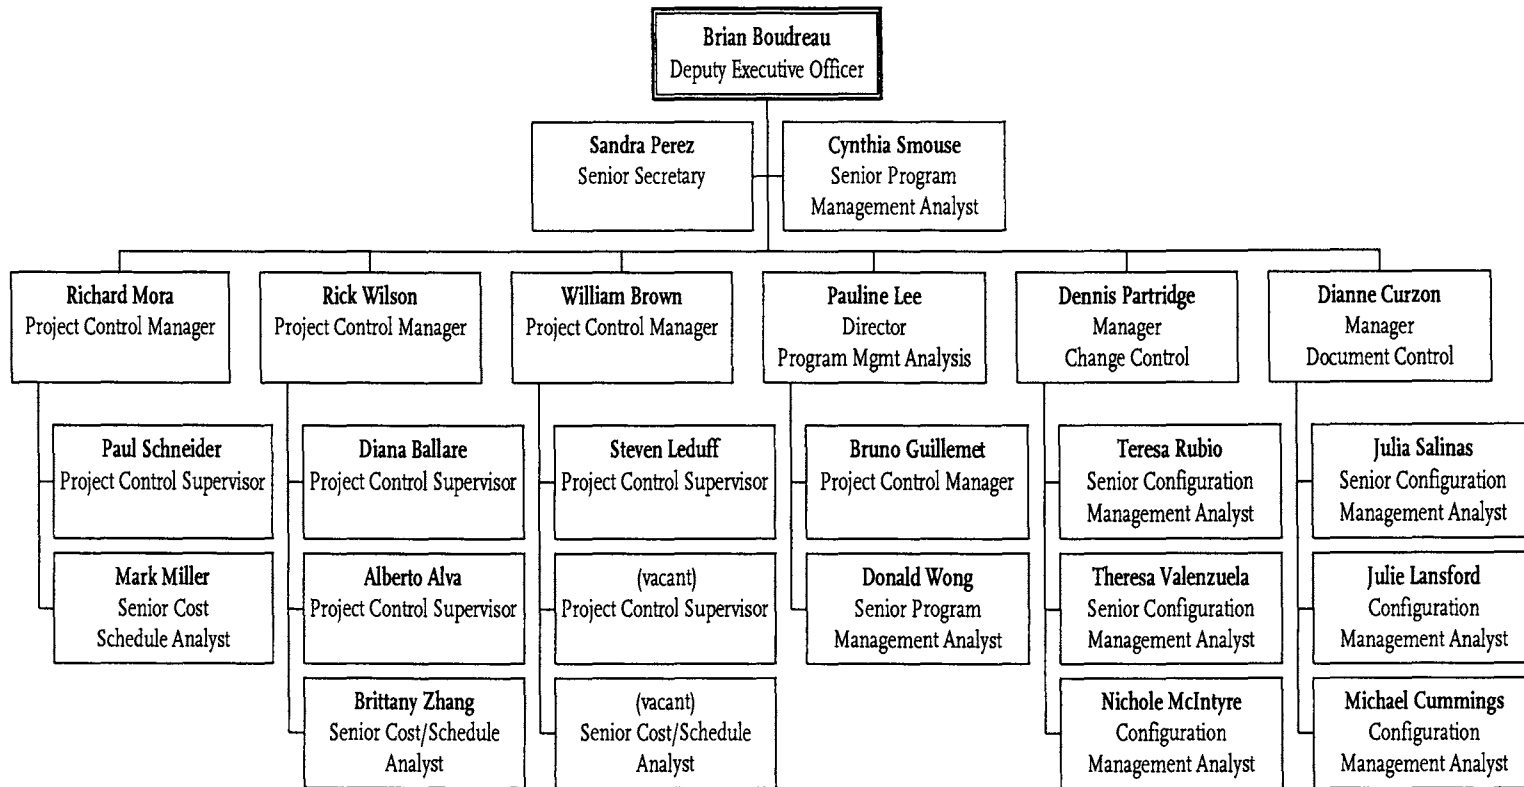 Brian Boudreau
Deputy Executive Officer
Sandra Perez
Senior Secretary
Cynthia Smouse
Senior Program
Management Analyst
Richard Mora
Project Control Manager
Rick Wilson
Project Control Manager
William Brown
Project Control Manager
Pauline Lee
Director
Program Mgmt Analysis
Dennis Partridge
Manager
Change Control
Dianne Curzon
Manager
Document Control
Paul Schneider
Project Control Supervisor
Diana Ballare
Project Control Supervisor
Steven Leduff
Project Control Supervisor
Bruno Guillemet
Project Control Manager
Teresa Rubio
Senior Configuration
Management Analyst
Julia Salinas
Senior Configuration
Management Analyst
Mark Miller
Senior Cost
Schedule Analyst
Alberto Alva
Project Control Supervisor
(vacant)
Project Control Supervisor
Donald Wong
Senior Program
Management Analyst
Theresa Valenzuela
Senior Configuration
Management Analyst
Julie Lansford
Configuration
Management Analyst
Brittany Zhang
Senior Cost/Schedule
Analyst
(vacant)
Senior Cost/Schedule
Analyst
Nichole McIntyre
Configuration
Management Analyst
Michael Cummings
Configuration
Management Analyst